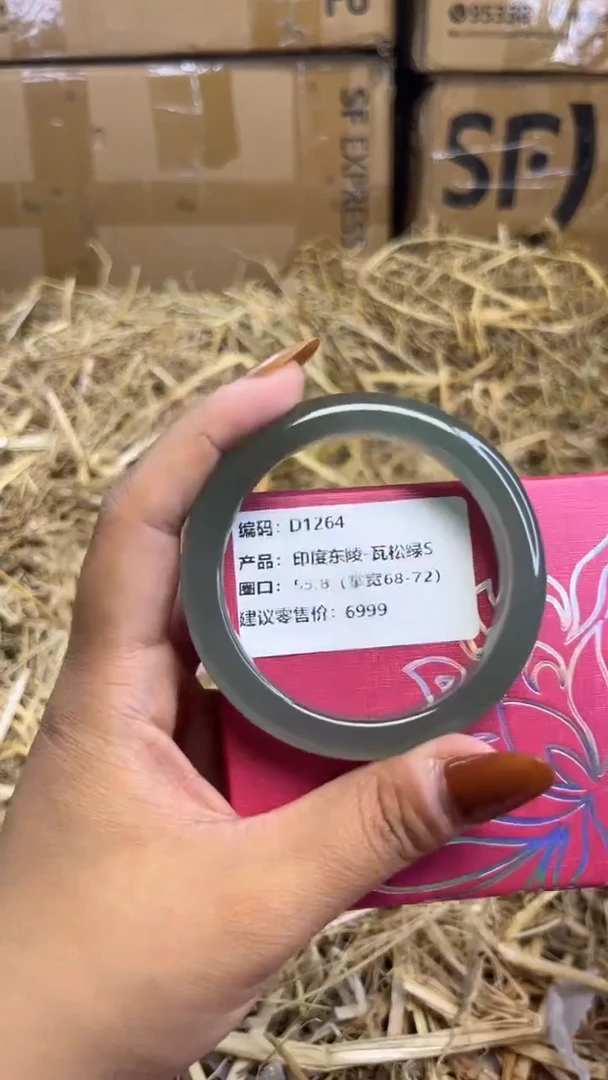 95338
SF EXPRESS
SF
编码：D1264
产品：印度东陵-瓦松绿S
圈口：55.8（掌宽68-72）
建议零售价：6999